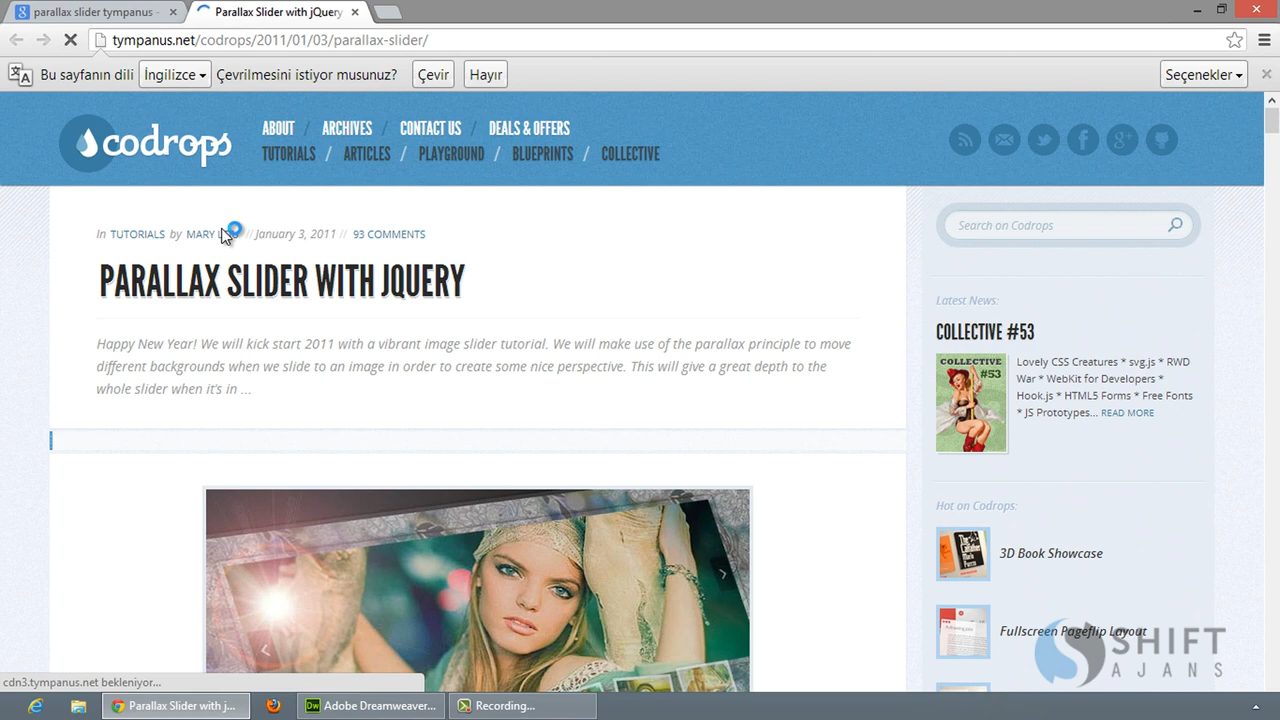 parallax slider tympanus -
Parallax Slider with jQuery
tympanus.net/codrops/2011/01/03/parallax-slider/
Bu sayfanın dili İngilizce Çevrilmesini istiyor musunuz? Çevir Hayır Seçenekler
codrops
ABOUT / ARCHIVES / CONTACT US / DEALS & OFFERS
TUTORIALS / ARTICLES / PLAYGROUND / BLUEPRINTS / COLLECTIVE
In TUTORIALS by MARY // January 3, 2011 // 93 COMMENTS
PARALLAX SLIDER WITH JQUERY
Happy New Year! We will kick start 2011 with a vibrant image slider tutorial. We will make use of the parallax principle to move
different backgrounds when we slide to an image in order to create some nice perspective. This will give a great depth to the
whole slider when it's in ...
Search on Codrops
Latest News:
COLLECTIVE #53
COLLECTIVE
#53
Lovely CSS Creatures * svg.js * RWD
War * WebKit for Developers *
Hook.js * HTML5 Forms * Free Fonts
* JS Prototypes... READ MORE
Hot on Codrops:
3D Book Showcase
Fullscreen Pageflip Layout
SHIFT
AJANS
cdn3.tympanus.net bekleniyor...
Parallax Slider with j...
Adobe Dreamweaver...
Recording...